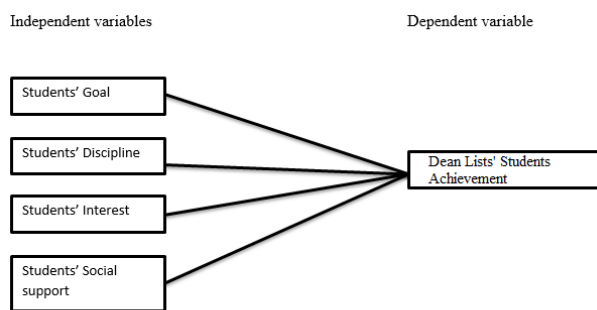 Independent variables
Dependent variable
Students’ Goal
Students’ Discipline
Students’ Interest
Students’ Social
support
Dean Lists' Students
Achievement